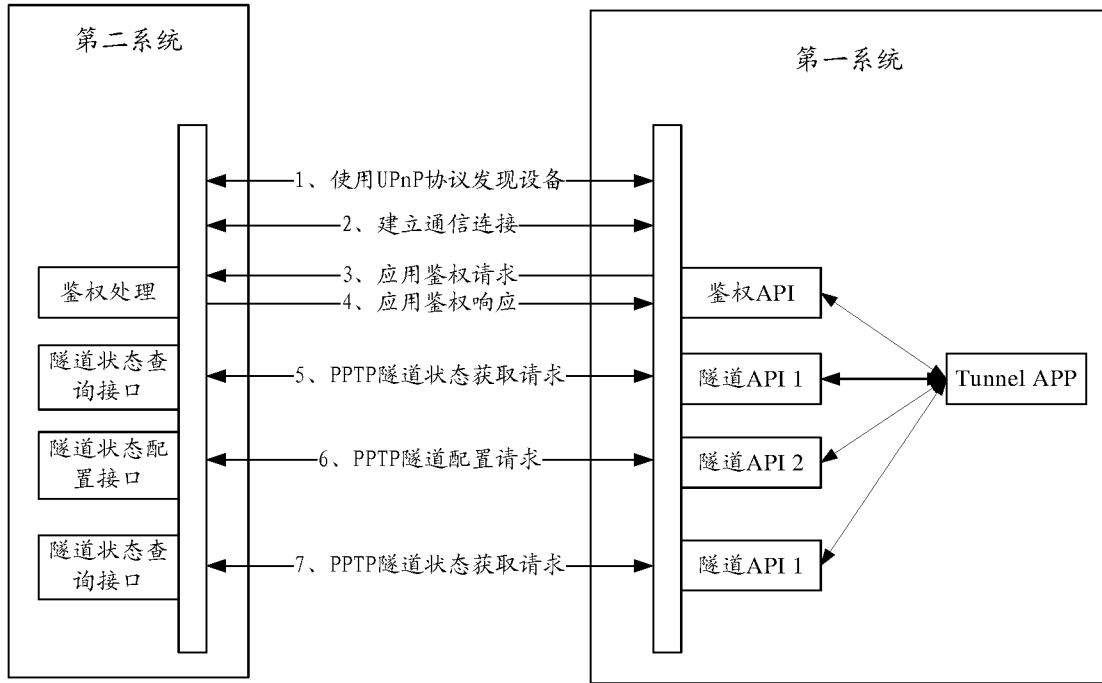 第二系统
第一系统
1、使用UPnP协议发现设备
2、建立通信连接
3、应用鉴权请求
4、应用鉴权响应
鉴权处理
鉴权API
隧道状态查
询接口
5、PPTP隧道状态获取请求
隧道API 1
Tunnel APP
隧道状态配
置接口
6、PPTP隧道配置请求
隧道API 2
隧道状态查
询接口
7、PPTP隧道状态获取请求
隧道API 1